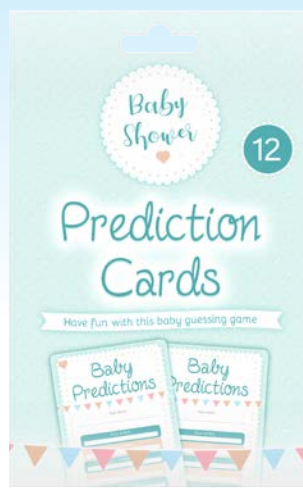 Baby
Shower
12
Prediction
Cards
Have fun with this baby guessing game
Baby
Predictions
Baby
Predictions